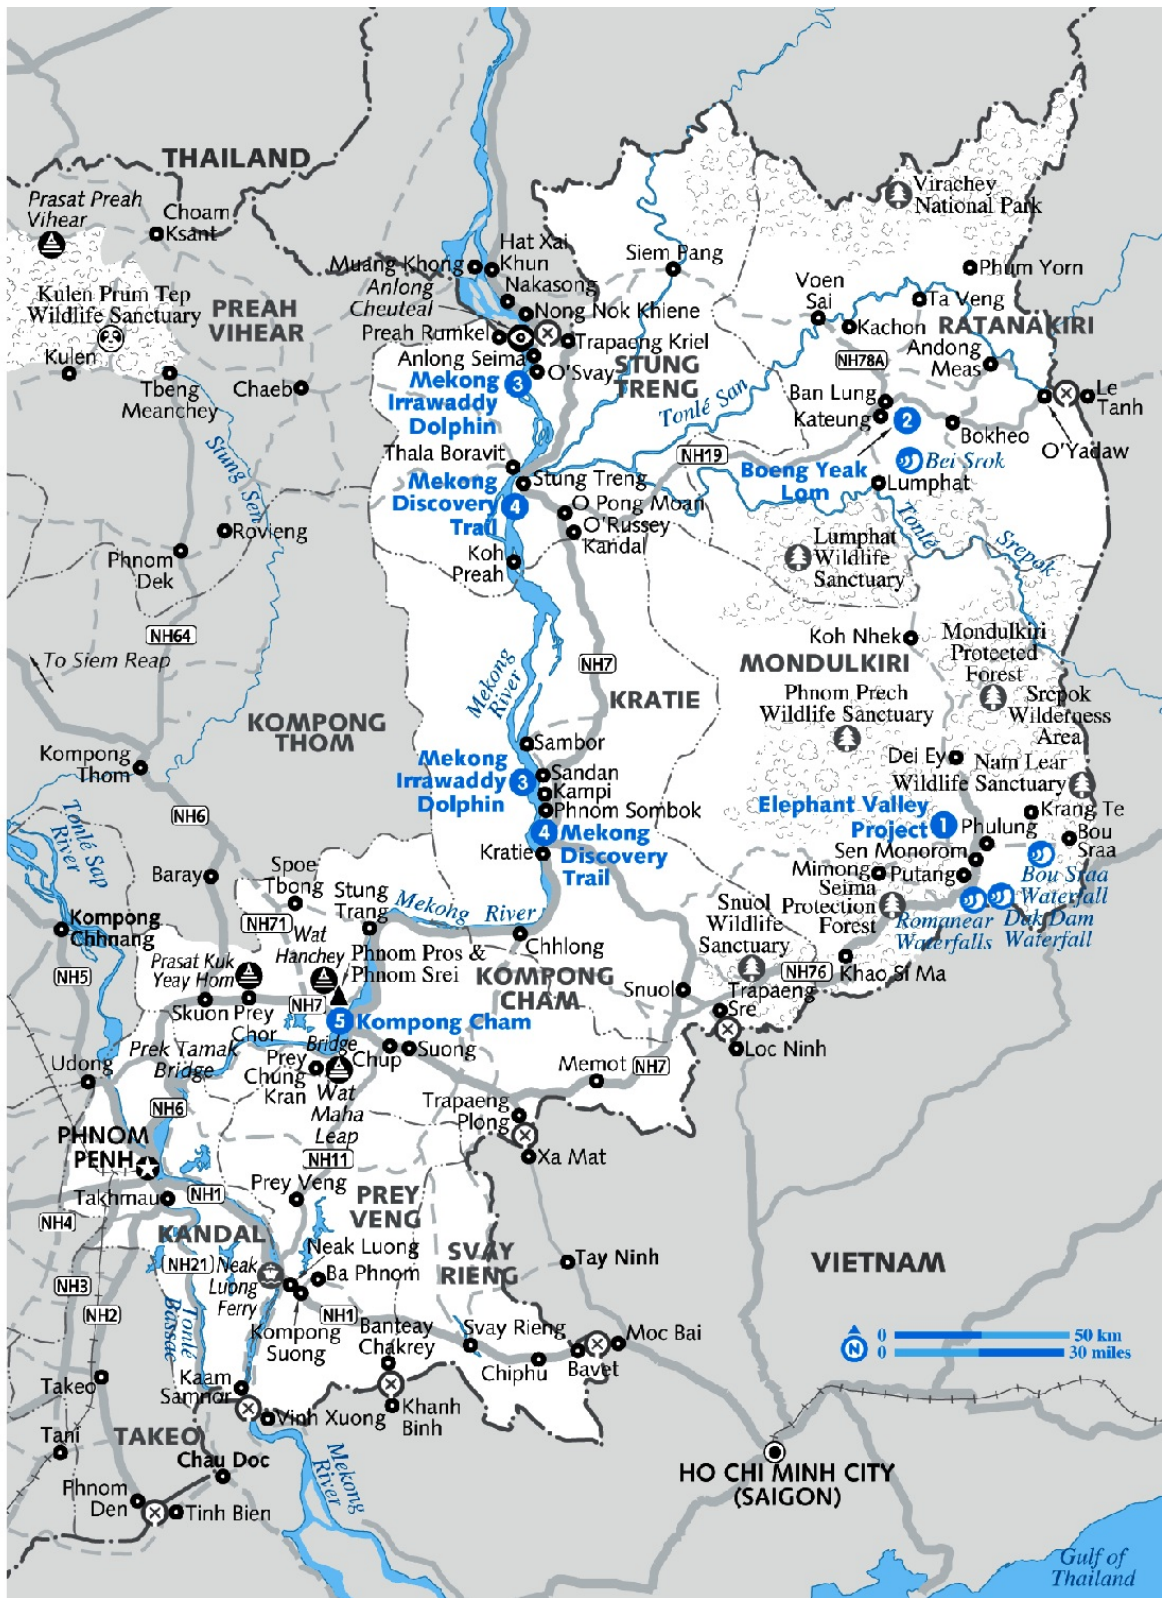 THAILAND
Prasat Preah
Vihear
Choam
Ksant
Virachey
National Park
Hat Xai
Khun
Muang Khong
Anlong
Cheuteal
Nakasong
Siem Pang
Phum Yorn
Voen
Sai
Ta Veng
Kulen Prum Tep
Wildlife Sanctuary
PREAH
VIHEAR
Nong Nok Khiene
Preah Rumkel
Trapaeng Kriel
Kachon
RATANAKIRI
Kulen
Tbeng
Meanchey
Chaeb
Anlong Seima
O'Svay
STUNG
TRENG
NH78A
Andong
Meas
3
Mekong
Irrawaddy
Dolphin
Tonlé San
Ban Lung
Kateung
2
Le
Tanh
Bokheo
O'Yadaw
Stung Sen
Thala Boravit
NH19
Boeng Yeak
Lom
Bei Srok
Stung Treng
Lumphat
Mekong
Discovery
Trail
4
O Pong Moan
O'Russey
Kandal
Tonlé
Srepok
Rovieng
Phnom
Dek
Koh
Preah
Lumphat
Wildlife
Sanctuary
NH64
To Siem Reap
Koh Nhek
Mondulkiri
Protected
Forest
NH7
MONDULKIRI
Mekong
River
KRATIE
Phnom Prech
Wildlife Sanctuary
Srepok
Wilderness
Area
KOMPONG
THOM
Kompong
Thom
Sambor
Dei Ey
Nam Lear
Wildlife Sanctuary
Mekong
Irrawaddy
Dolphin
3
Sandan
Kampi
Phnom Sombok
Elephant Valley
Project
1
Krang Te
Phulung
Bou
Sraa
Tonlé Sap
River
NH6
4
Mekong
Discovery
Trail
Kratie
Sen Monorom
Mimong
Putang
Bou Sraa
Waterfall
Baray
Spoe
Tbong
Stung
Trang
Mekong River
Snuol
Wildlife
Sanctuary
Seima
Protection
Forest
Romanear
Waterfalls
Dak Dam
Waterfall
Kompong
Chhnang
NH71
Wat
Hanchey
Phnom Pros &
Phnom Srei
Chhlong
KOMPONG
CHAM
NH76
Khao Si Ma
NH5
Prasat Kuk
Yeay Hom
NH7
Snuol
Trapaeng
Sre
Skuon
Prey
Chor
5
Kompong Cham
Loc Ninh
Prek Tamak
Bridge
Bridge
Chup
Suong
Udong
Prey
Chung
Kran
Wat
Maha
Leap
Memot
NH7
NH6
Trapaeng
Plong
PHNOM
PENH
NH11
Xa Mat
Takhmau
NH1
Prey Veng
PREY
VENG
NH4
KANDAL
Neak Luong
SVAY
RIENG
Tay Ninh
VIETNAM
NH21
Neak
Luong
Ferry
Ba Phnom
NH3
NH2
Tonlé
Bassac
Kompong
Suong
NH1
Banteay
Chakrey
Svay Rieng
Moc Bai
Chiphu
Bavet
N
0
50 km
0
30 miles
Takeo
Kaam
Samnor
Vinh Xuong
Khanh
Binh
Tani
TAKEO
Chau Doc
Mekong
River
Phnom
Den
Tinh Bien
HO CHI MINH CITY
(SAIGON)
Gulf of
Thailand